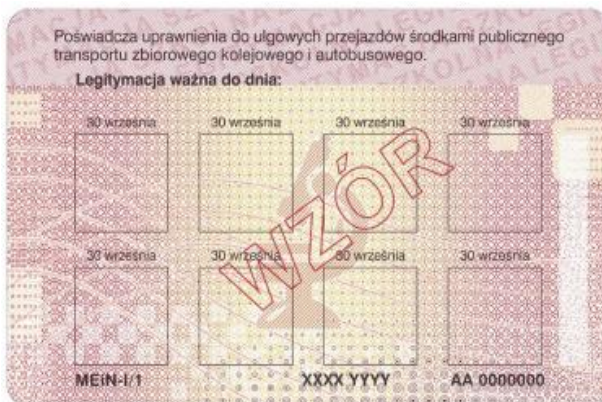 Poświadcza uprawnienia do ulgowych przejazdów środkami publicznego
transportu zbiorowego kolejowego i autobusowego.
Legitymacja ważna do dnia:
30 września 30 września 30 września 30 września
WZÓR
30 września 30 września 30 września 30 września
MEiN-I/1 XXXX YYYY AA 0000000